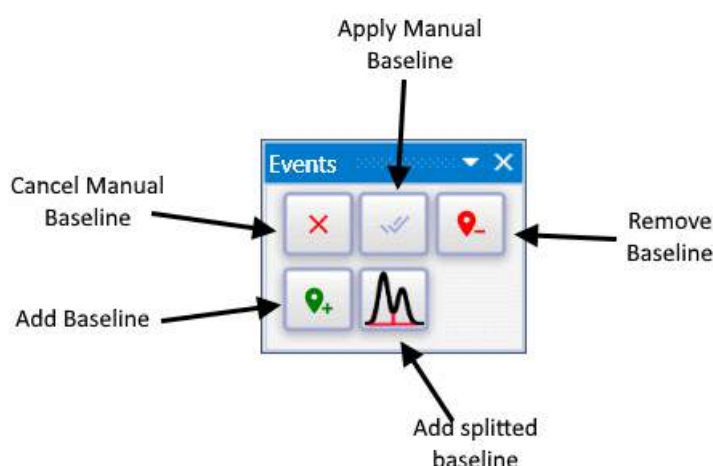 Apply Manual
Baseline
Events
Cancel Manual
Baseline
Remove
Baseline
Add Baseline
Add splitted
baseline